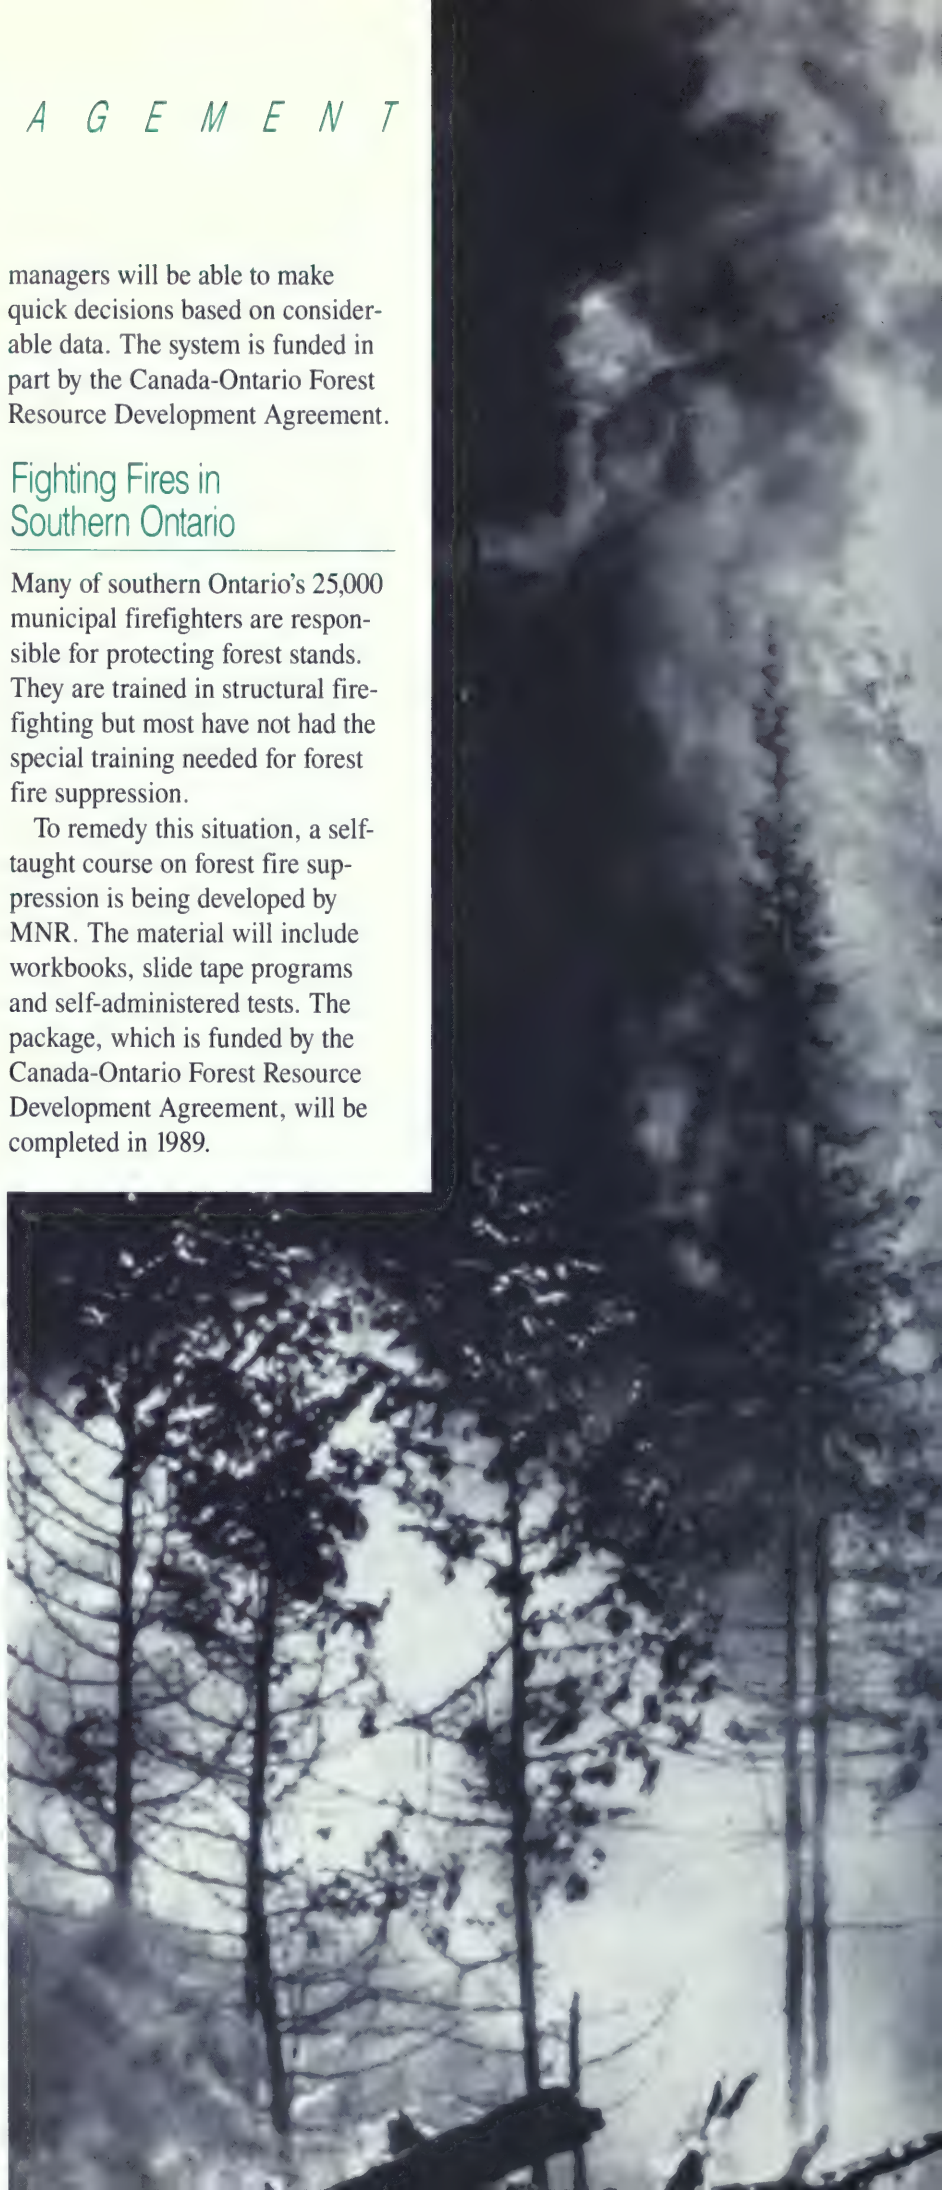 AGEMENT
managers will be able to make
quick decisions based on consider-
able data. The system is funded in
part by the Canada-Ontario Forest
Resource Development Agreement.
Fighting Fires in
Southern Ontario
Many of southern Ontario's 25,000
municipal firefighters are respon-
sible for protecting forest stands.
They are trained in structural fire-
fighting but most have not had the
special training needed for forest
fire suppression.
To remedy this situation, a self-
taught course on forest fire sup-
pression is being developed by
MNR. The material will include
workbooks, slide tape programs
and self-administered tests. The
package, which is funded by the
Canada-Ontario Forest Resource
Development Agreement, will be
completed in 1989.